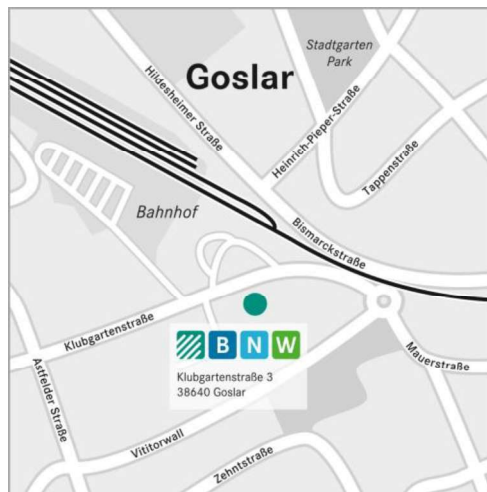 Stadtgarten
Park
Goslar
Hildesheimer Straße
Heinrich-Pieper-Straße
Tappenstraße
Bahnhof
Bismarckstraße
Klubgartenstraße
BNW
Klubgartenstraße 3
38640 Goslar
Mauerstraße
Astfelder Straße
Vititorwall
Zehntstraße